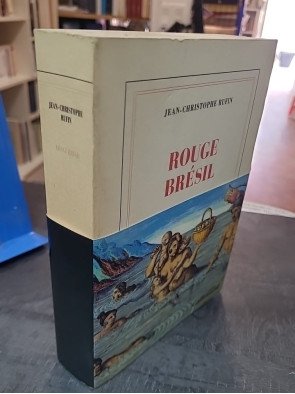 JEAN-CHRISTOPHE
RUFIN
JEAN-CHRISTOPHE RUFIN
ROUGE
BRÉSIL